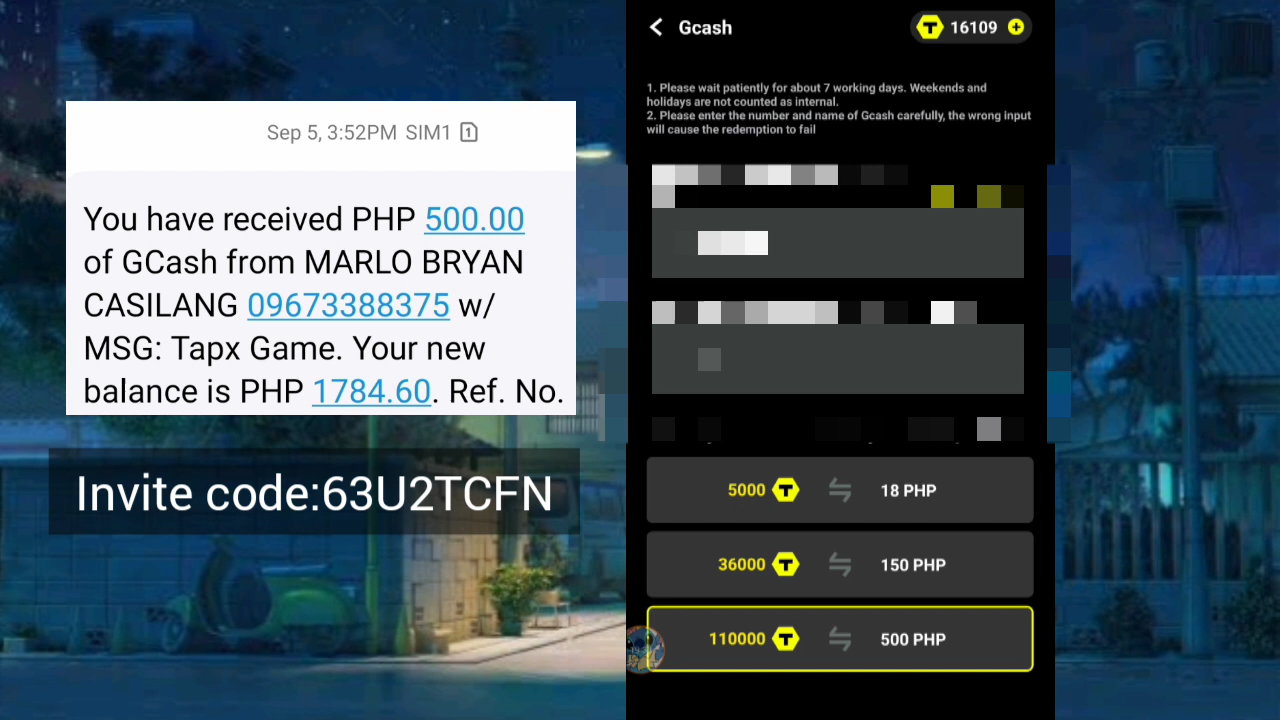 Sep 5, 3:52PM SIM1 1
You have received PHP 500.00
of GCash from MARLO BRYAN
CASILANG 09673388375 w/
MSG: Tapx Game. Your new
balance is PHP 1784.60. Ref. No.
Invite code:63U2TCFN
Gcash
T 16109 +
1. Please wait patiently for about 7 working days. Weekends and
holidays are not counted as internal.
2. Please enter the number and name of Gcash carefully, the wrong input
will cause the redemption to fail
5000 T 18 PHP
36000 T 150 PHP
110000 T 500 PHP